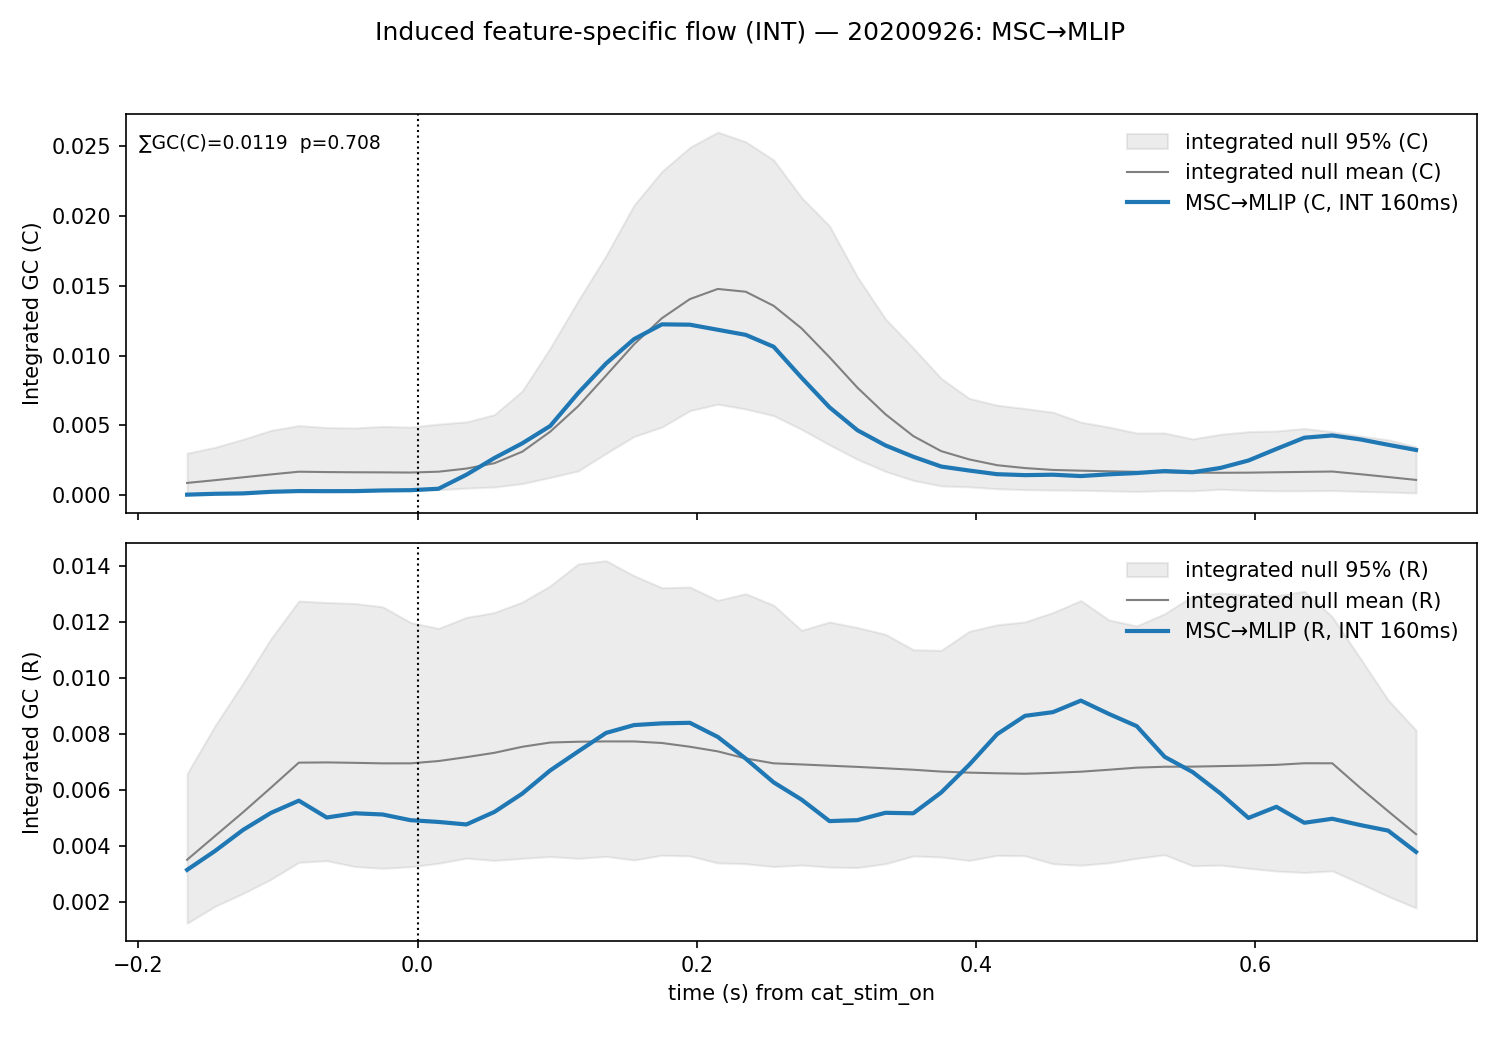 Induced feature-specific flow (INT) — 20200926: MSC→MLIP
∑GC(C)=0.0119  p=0.708
integrated null 95% (C)
integrated null mean (C)
MSC→MLIP (C, INT 160ms)
Integrated GC (C)
0.025
0.020
0.015
0.010
0.005
0.000
integrated null 95% (R)
integrated null mean (R)
MSC→MLIP (R, INT 160ms)
Integrated GC (R)
0.014
0.012
0.010
0.008
0.006
0.004
0.002
−0.2
0.0
0.2
0.4
0.6
time (s) from cat_stim_on